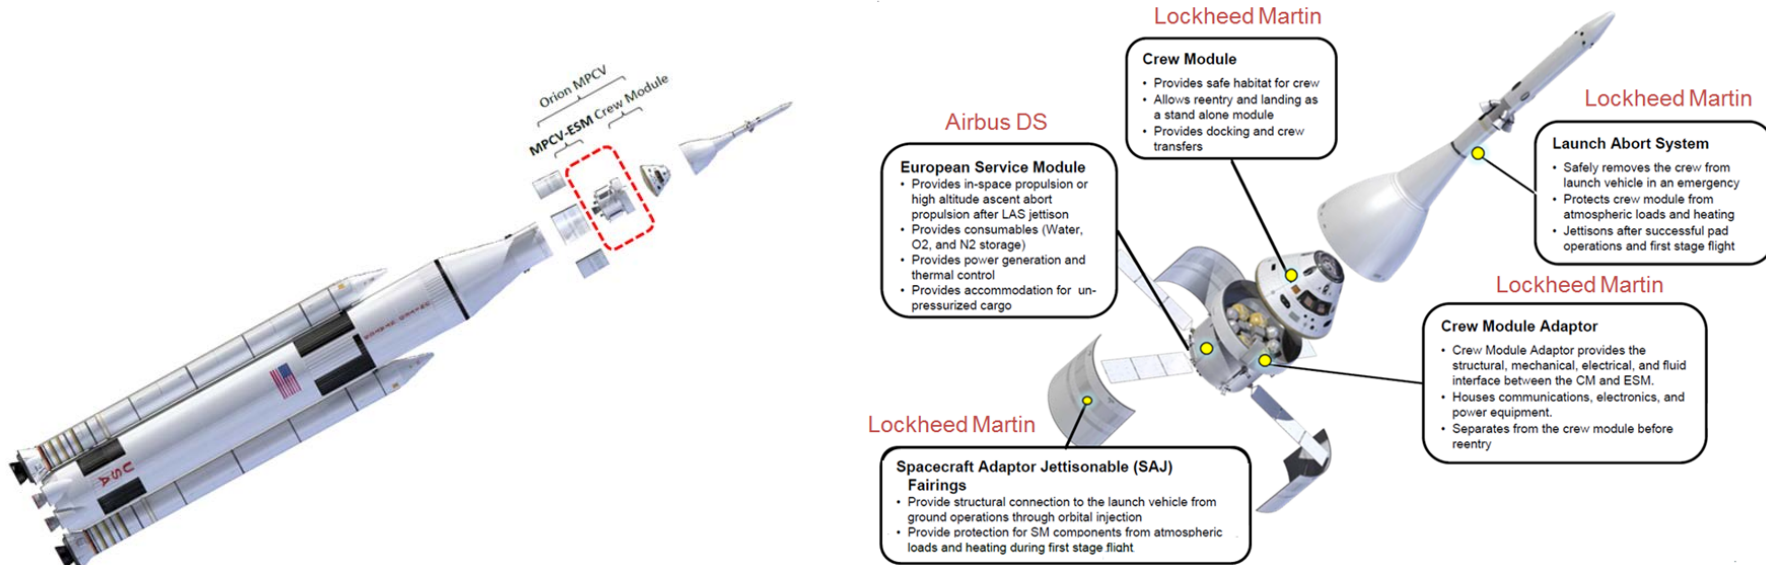 Orion MPCV
MPCV-ESM Crew Module
USA
Airbus DS
European Service Module
• Provides in-space propulsion or
high altitude ascent abort
propulsion after LAS jettison
• Provides consumables (Water,
O2, and N2 storage)
• Provides power generation and
thermal control
• Provides accommodation for un-
pressurized cargo
Lockheed Martin
Crew Module
• Provides safe habitat for crew
• Allows reentry and landing as
a stand alone module
• Provides docking and crew
transfers
Lockheed Martin
Launch Abort System
• Safely removes the crew from
launch vehicle in an emergency
• Protects crew module from
atmospheric loads and heating
• Jettisons after successful pad
operations and first stage flight
Lockheed Martin
Crew Module Adaptor
• Crew Module Adaptor provides the
structural, mechanical, electrical, and fluid
interface between the CM and ESM.
• Houses communications, electronics, and
power equipment.
• Separates from the crew module before
reentry
Lockheed Martin
Spacecraft Adaptor Jettisonable (SAJ)
Fairings
• Provide structural connection to the launch vehicle from
ground operations through orbital injection
• Provide protection for SM components from atmospheric
loads and heating during first stage flight